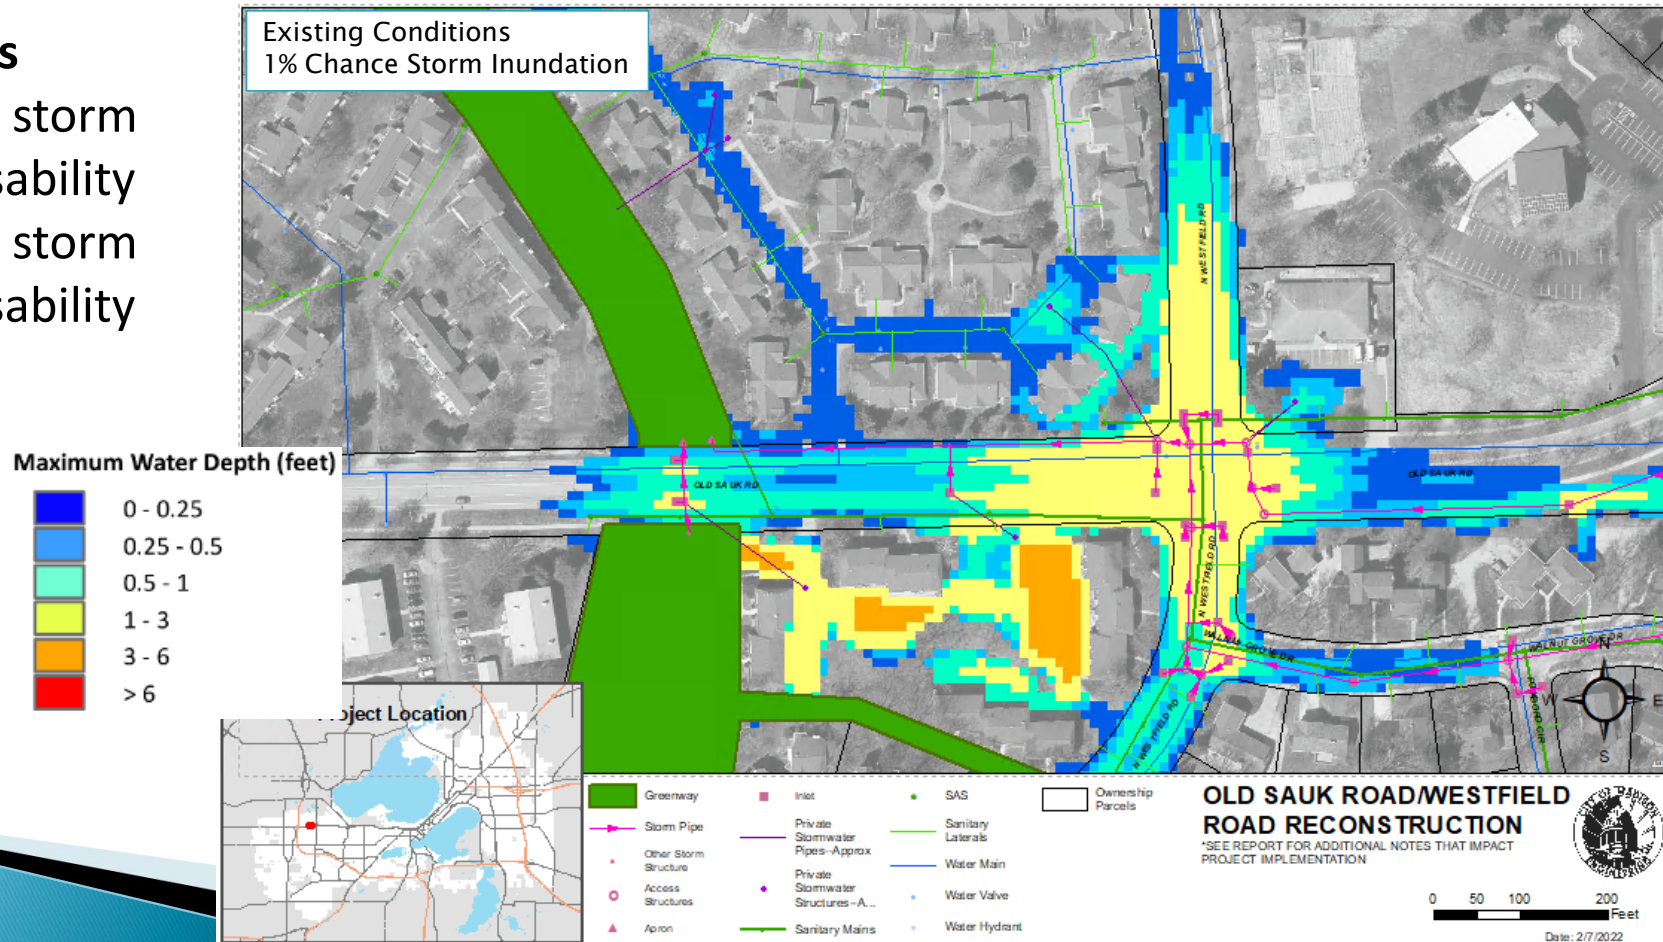 s
storm
sability
storm
sability
Existing Conditions
1% Chance Storm Inundation
N WESTFIELD RD
OLD SAUK RD
OLD SAUK RD
N WESTFIELD RD
WALNUT GROVE DR
WALNUT GROVE DR
N WESTFIELD RD
N
W
E
S
Maximum Water Depth (feet)
0 - 0.25
0.25 - 0.5
0.5 - 1
1 - 3
3 - 6
> 6
Project Location
Greenway
Storm Pipe
Other Storm
Structure
Access
Structures
Apron
Inlet
Private
Stormwater
Pipes--Approx
Private
Stormwater
Structures--A...
Sanitary Mains
SAS
Sanitary
Laterals
Water Main
Water Valve
Water Hydrant
Ownership
Parcels
OLD SAUK ROAD/WESTFIELD
ROAD RECONSTRUCTION
*SEE REPORT FOR ADDITIONAL NOTES THAT IMPACT
PROJECT IMPLEMENTATION
CITY OF MADISON
0 50 100 200
Feet
Date: 2/7/2022